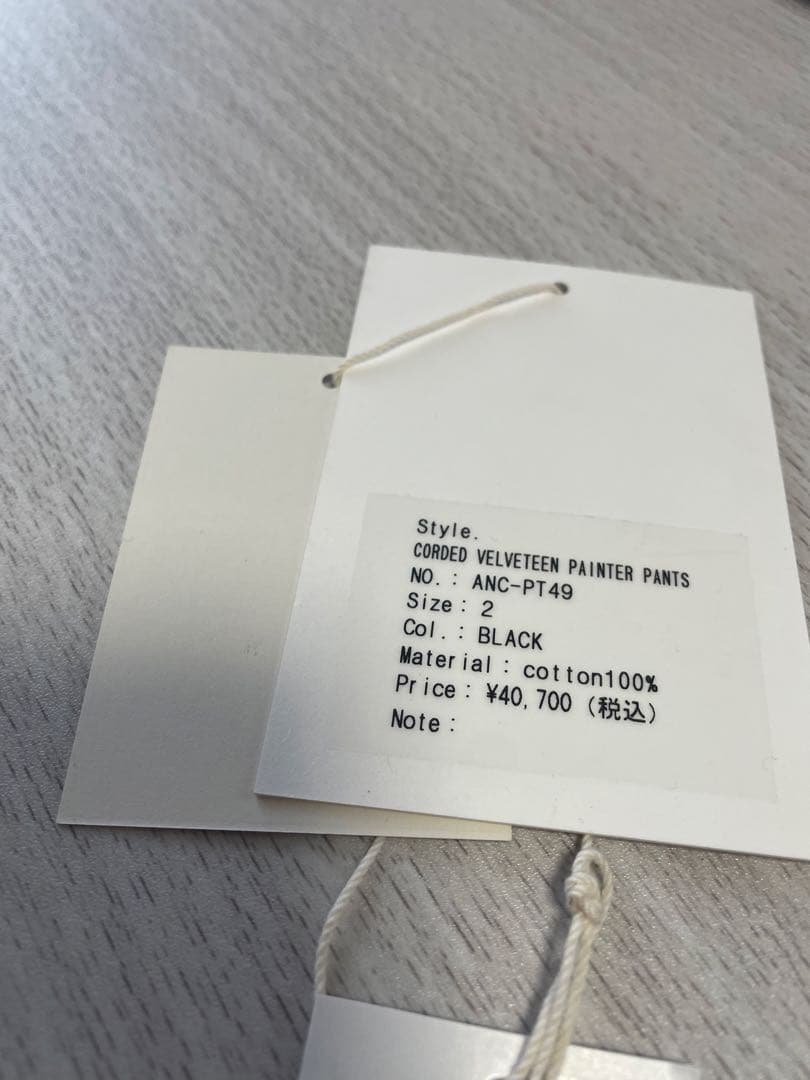 Style.
CORDED VELVETEEN PAINTER PANTS
NO. : ANC-PT49
Size : 2
Col. : BLACK
Material : cotton100%
Price : ¥40,700 (税込)
Note :